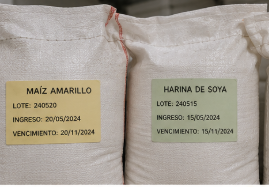 MAÍZ AMARILLO
LOTE: 240520
INGRESO: 20/05/2024
VENCIMIENTO: 20/11/2024
HARINA DE SOYA
LOTE: 240515
INGRESO: 15/05/2024
VENCIMIENTO: 15/11/2024